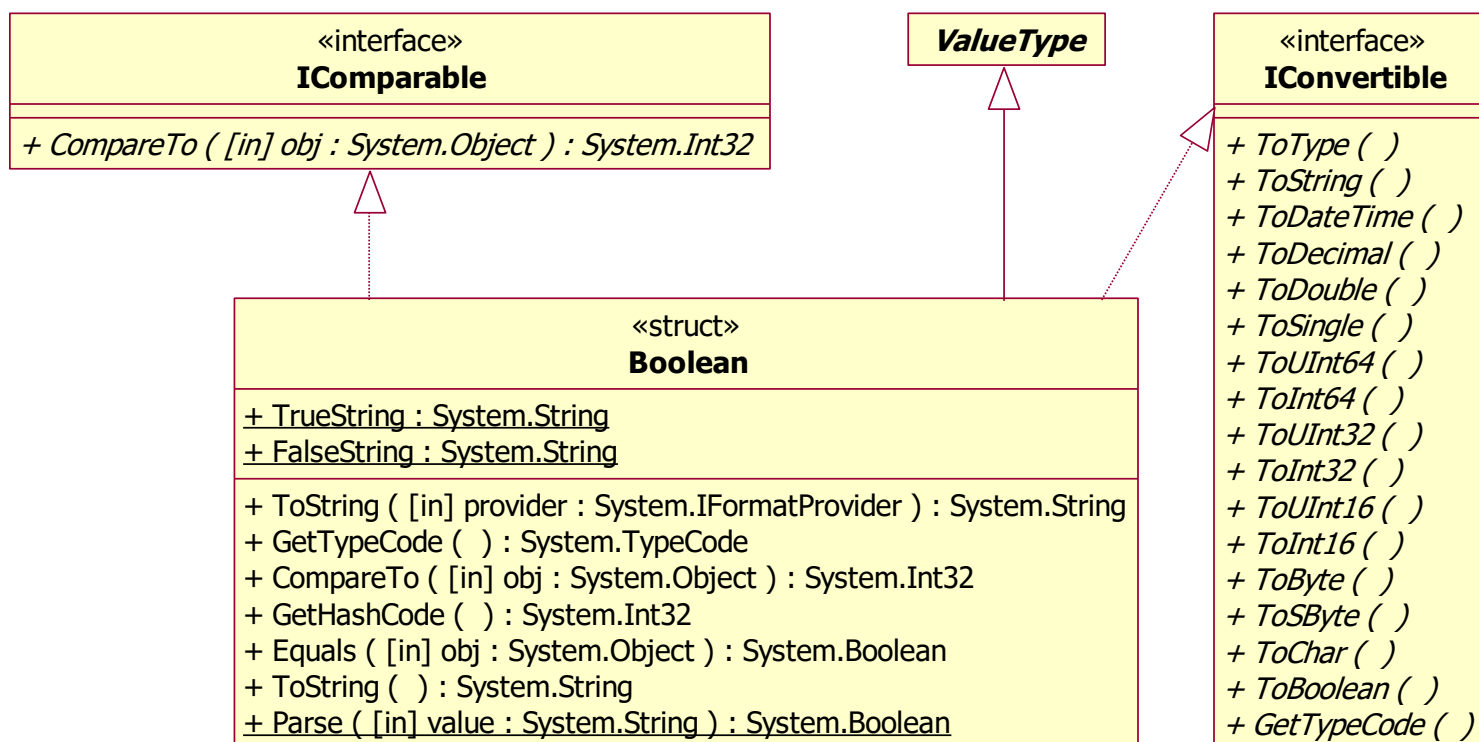 «interface»
IComparable
+ CompareTo ( [in] obj : System.Object ) : System.Int32
ValueType
«interface»
IConvertible
+ ToType ( )
+ ToString ( )
+ ToDateTime ( )
+ ToDecimal ( )
+ ToDouble ( )
+ ToSingle ( )
+ ToUInt64 ( )
+ ToInt64 ( )
+ ToUInt32 ( )
+ ToInt32 ( )
+ ToUInt16 ( )
+ ToInt16 ( )
+ ToByte ( )
+ ToSByte ( )
+ ToChar ( )
+ ToBoolean ( )
+ GetTypeCode ( )
«struct»
Boolean
+ TrueString : System.String
+ FalseString : System.String
+ ToString ( [in] provider : System.IFormatProvider ) : System.String
+ GetTypeCode ( ) : System.TypeCode
+ CompareTo ( [in] obj : System.Object ) : System.Int32
+ GetHashCode ( ) : System.Int32
+ Equals ( [in] obj : System.Object ) : System.Boolean
+ ToString ( ) : System.String
+ Parse ( [in] value : System.String ) : System.Boolean